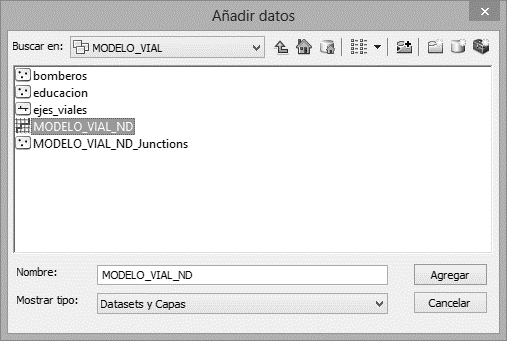 Añadir datos
Buscar en: MODELO_VIAL
bomberos
educacion
ejes_viales
MODELO_VIAL_ND
MODELO_VIAL_ND_Junctions
Nombre: MODELO_VIAL_ND Agregar
Mostrar tipo: Datasets y Capas Cancelar